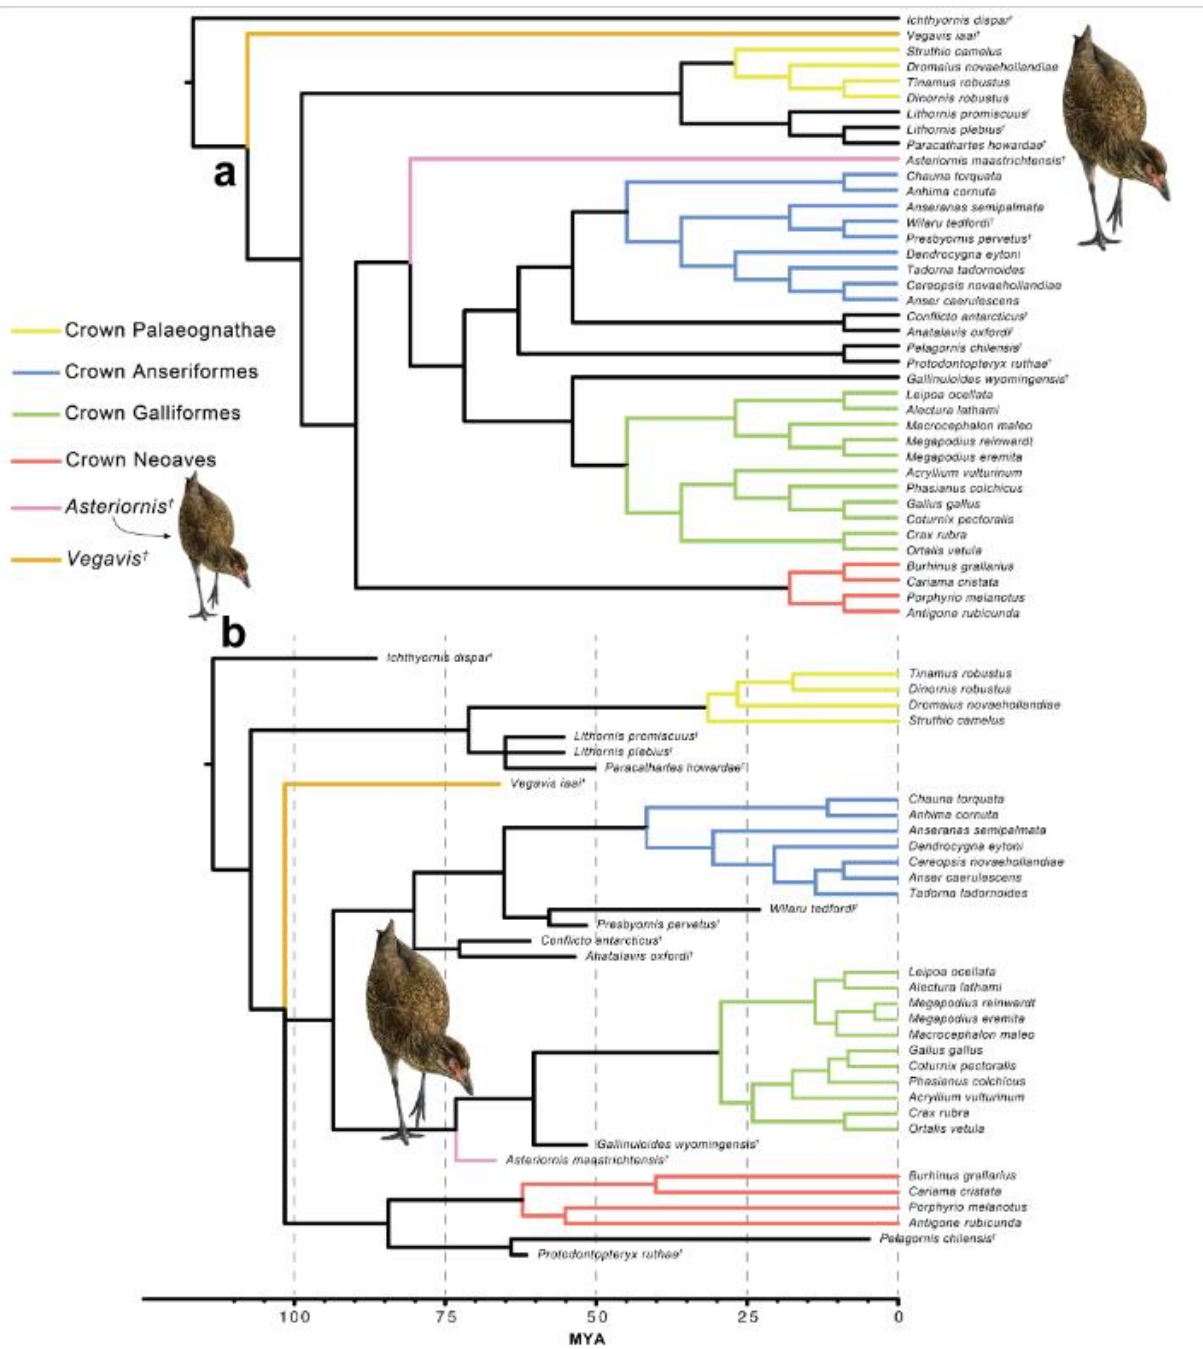 Ichthyornis dispar†
Vegavis iaai†
Struthio camelus
Dromaius novaehollandiae
Tinamus robustus
Dinornis robustus
Lithornis promiscuus†
Lithornis plebius†
Paracathartes howardae†
a
Asteriornis maastrichtensis†
Chauna torquata
Anhima cornuta
Anseranas semipalmata
Wilaru tedfordi†
Presbyornis pervetus†
Dendrocygna eytoni
Tadorna tadornoides
Cereopsis novaehollandiae
Anser caerulescens
Conflicto antarcticus†
Anatalavis oxfordi†
Pelagornis chilensis†
Protodontopteryx ruthae†
Gallinuloides wyomingensis†
Leipoa ocellata
Alectura lathami
Macrocephalon maleo
Megapodius reinwardt
Megapodius eremita
Acryllium vulturinum
Phasianus colchicus
Gallus gallus
Coturnix pectoralis
Crax rubra
Ortalis vetula
Burhinus grallarius
Cariama cristata
Porphyrio melanotus
Antigone rubicunda
Crown Palaeognathae
Crown Anseriformes
Crown Galliformes
Crown Neoaves
Asteriornis†
Vegavis†
b
Ichthyornis dispar†
Tinamus robustus
Dinornis robustus
Dromaius novaehollandiae
Struthio camelus
Lithornis promiscuus†
Lithornis plebius†
Paracathartes howardae†
Vegavis iaai†
Chauna torquata
Anhima cornuta
Anseranas semipalmata
Dendrocygna eytoni
Cereopsis novaehollandiae
Anser caerulescens
Tadorna tadornoides
Wilaru tedfordi†
Presbyornis pervetus†
Conflicto antarcticus†
Anatalavis oxfordi†
Leipoa ocellata
Alectura lathami
Megapodius reinwardt
Megapodius eremita
Macrocephalon maleo
Gallus gallus
Coturnix pectoralis
Phasianus colchicus
Acryllium vulturinum
Crax rubra
Ortalis vetula
Gallinuloides wyomingensis†
Asteriornis maastrichtensis†
Burhinus grallarius
Cariama cristata
Porphyrio melanotus
Antigone rubicunda
Pelagornis chilensis†
Protodontopteryx ruthae†
100 75 50 25 0
MYA